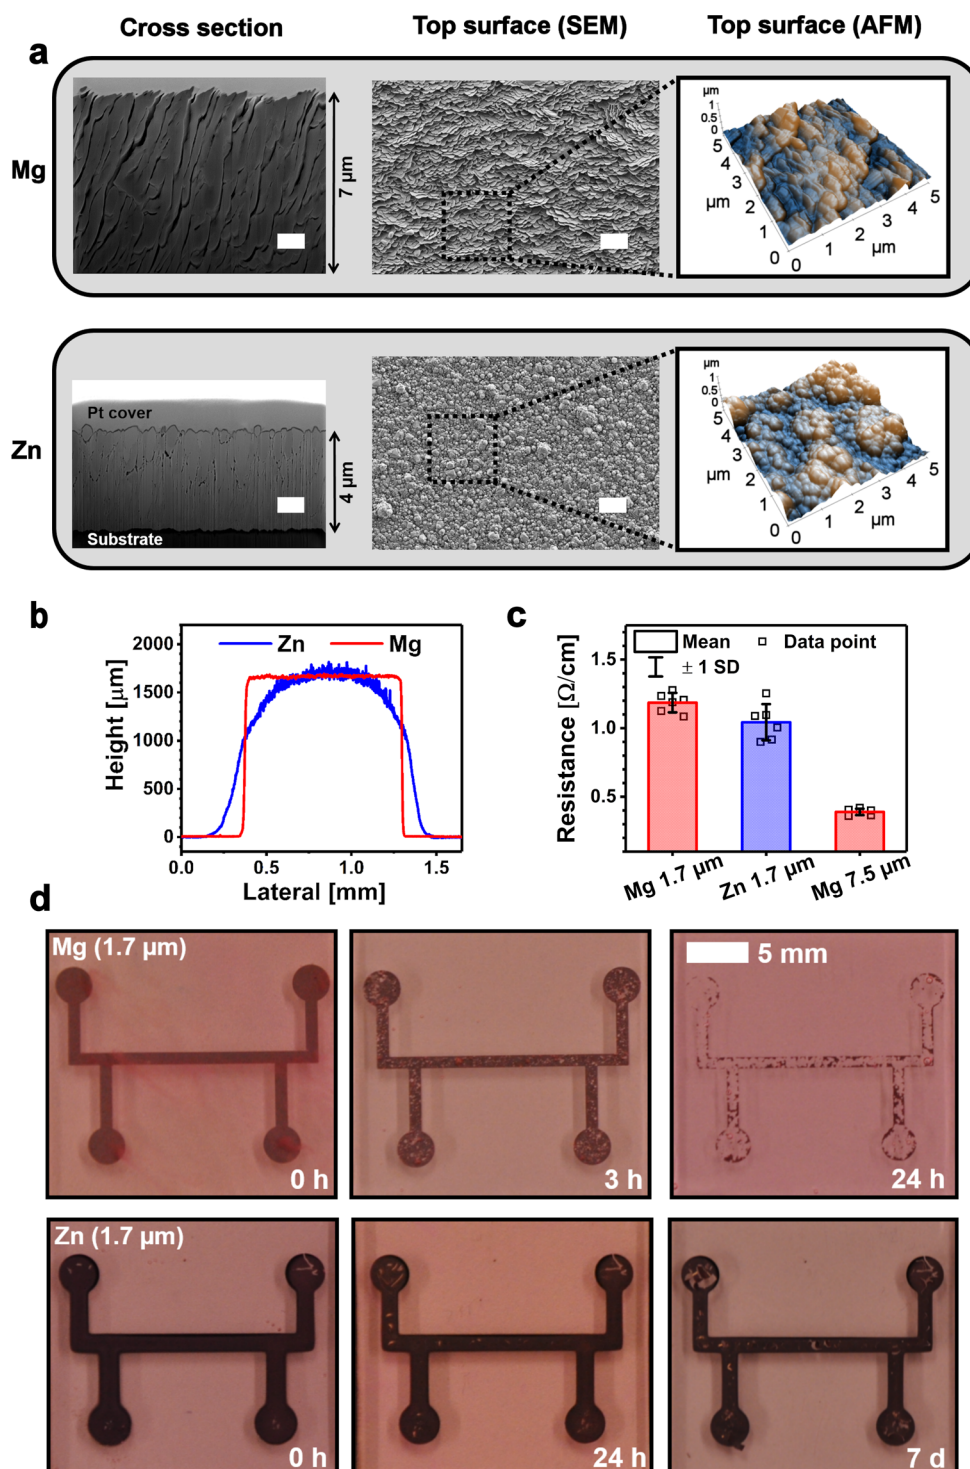 Cross section
Top surface (SEM)
Top surface (AFM)
a
Mg
7 µm
µm
1
0.5
0
5
4
3
µm
2
1
0
0
1
2
3
4
5
µm
Zn
Pt cover
Substrate
4 µm
µm
1
0.5
0
5
4
3
µm
2
1
0
0
1
2
3
4
5
µm
b
Zn
Mg
Height [µm]
2000
1500
1000
500
0
0.0
0.5
1.0
1.5
Lateral [mm]
c
Mean
Data point
± 1 SD
Resistance [Ω/cm]
1.5
1.0
0.5
Mg 1.7 µm
Zn 1.7 µm
Mg 7.5 µm
d
Mg (1.7 µm)
0 h
3 h
5 mm
24 h
Zn (1.7 µm)
0 h
24 h
7 d